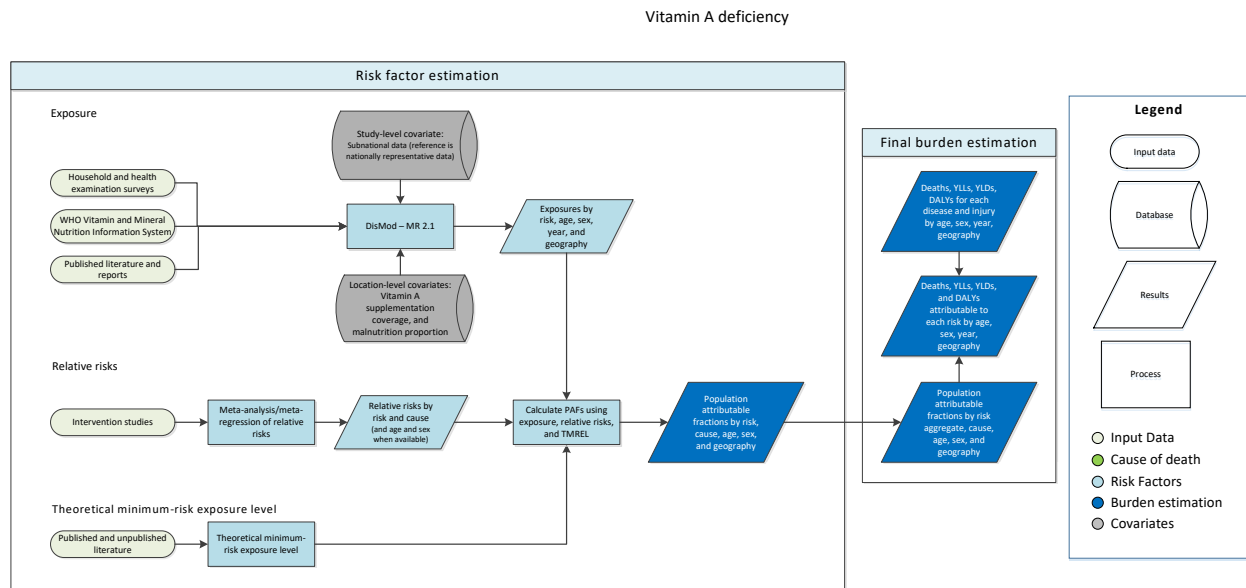 Vitamin A deficiency
Risk factor estimation
Exposure
Study-level covariate:
Subnational data (reference is
nationally representative data)
Household and health
examination surveys
WHO Vitamin and Mineral
Nutrition Information System
Published literature and
reports
DisMod – MR 2.1
Exposures by
risk, age, sex,
year, and
geography
Location-level covariates:
Vitamin A
supplementation
coverage, and
malnutrition proportion
Relative risks
Intervention studies
Meta-analysis/meta-
regression of relative
risks
Relative risks by
risk and cause
(and age and sex
when available)
Calculate PAFs using
exposure, relative risks,
and TMREL
Population
attributable
fractions by risk,
cause, age, sex,
and geography
Theoretical minimum-risk exposure level
Published and unpublished
literature
Theoretical minimum-
risk exposure level
Final burden estimation
Deaths, YLLs, YLDs,
DALYs for each
disease and injury
by age, sex, year,
geography
Deaths, YLLs, YLDs,
and DALYs
attributable to
each risk by age,
sex, year,
geography
Population
attributable
fractions by risk
aggregate, cause,
age, sex, and
geography
Legend
Input data
Database
Results
Process
Input Data
Cause of death
Risk Factors
Burden estimation
Covariates